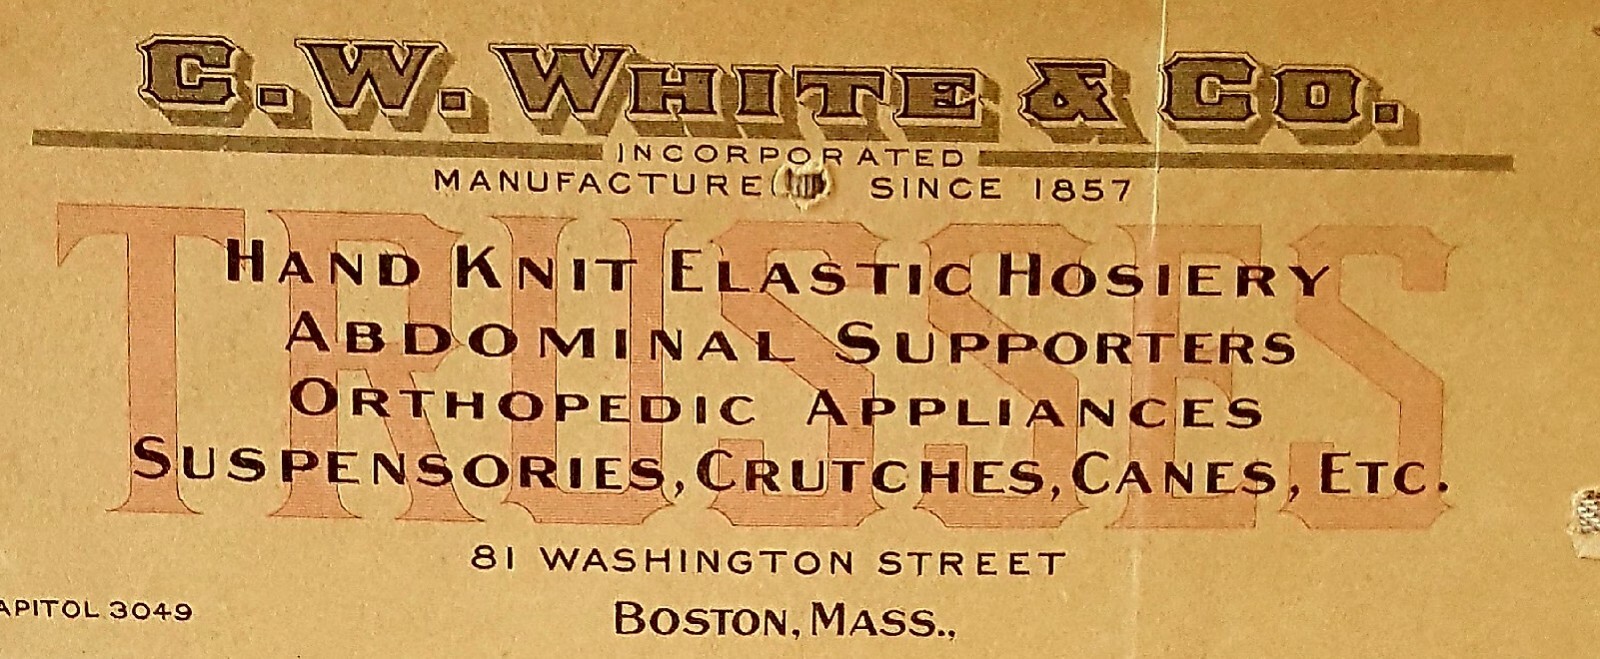 C. W. WHITE & CO.
INCORPORATED
SINCE 1857
TRUSSES
HAND KNIT ELASTIC HOSIERY
ABDOMINAL SUPPORTERS
ORTHOPEDIC APPLIANCES
SUSPENSORIES, CRUTCHES, CANES, ETC.
81 WASHINGTON STREET
APITOL 3049
BOSTON, MASS.,